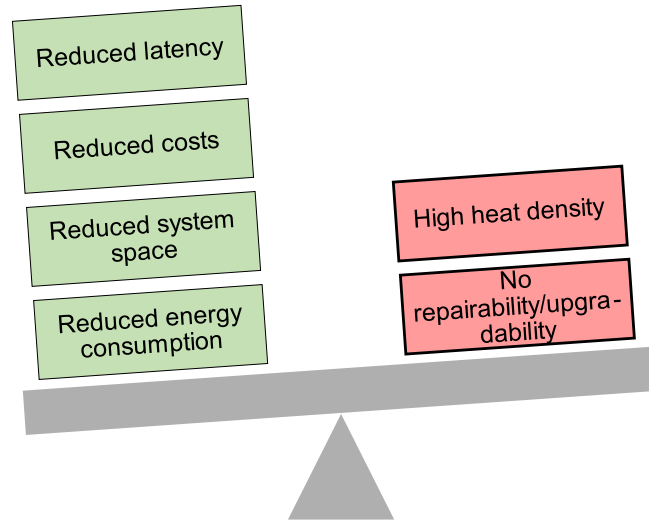 Reduced latency
Reduced costs
Reduced system
space
Reduced energy
consumption
High heat density
No
repairability/upgra-
dability